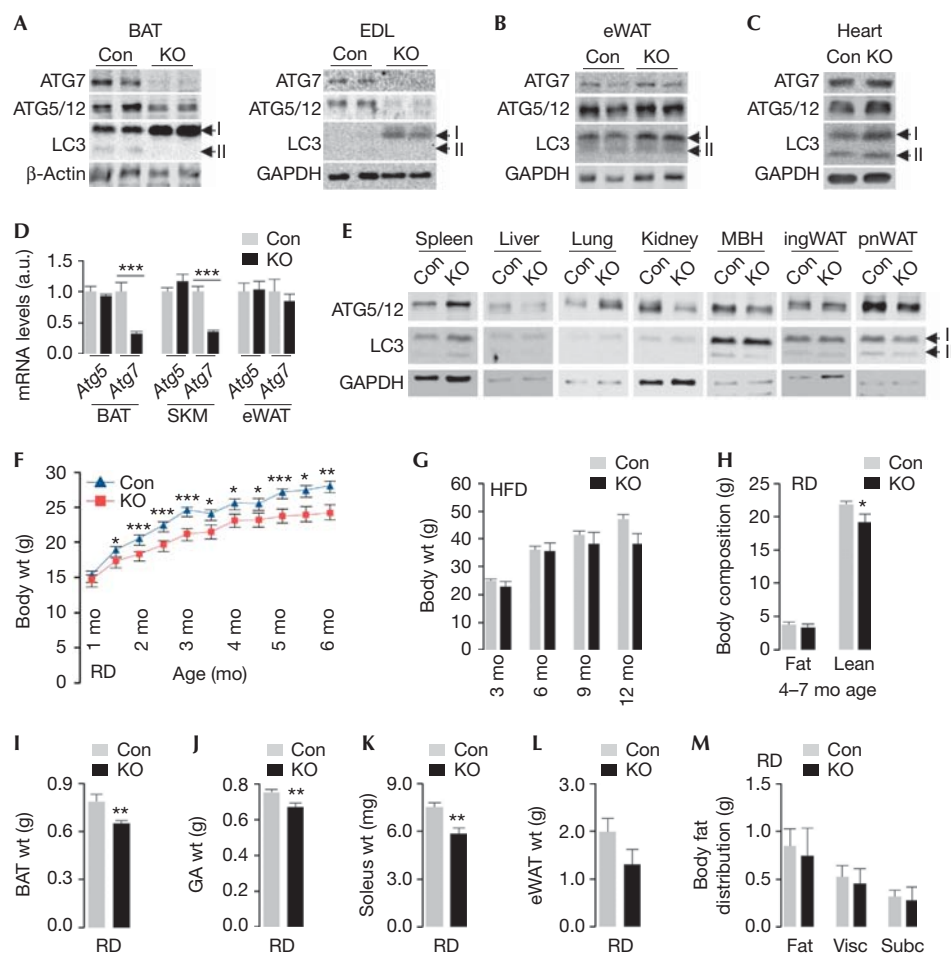 A
BAT
Con KO
ATG7
ATG5/12
LC3
I
II
β-Actin
EDL
Con KO
ATG7
ATG5/12
LC3
I
II
GAPDH
B
eWAT
Con KO
ATG7
ATG5/12
LC3
I
II
GAPDH
C
Heart
Con KO
ATG7
ATG5/12
LC3
I
II
GAPDH
D
Con
KO
mRNA levels (a.u.)
1.5
1.0
0.5
0.0
***
***
Atg5 Atg7 Atg5 Atg7 Atg5 Atg7
BAT SKM eWAT
E
Spleen Liver Lung Kidney MBH ingWAT pnWAT
Con KO Con KO Con KO Con KO Con KO Con KO Con KO
ATG5/12
LC3
I
I
GAPDH
F
Con
KO
Body wt (g)
30
25
20
15
10
5
0
* *** *** *** * * * *** * **
1 mo 2 mo 3 mo 4 mo 5 mo 6 mo
RD
Age (mo)
G
Con
KO
HFD
Body wt (g)
60
50
40
30
20
10
0
3 mo 6 mo 9 mo 12 mo
H
Con
KO
RD
Body composition (g)
25
20
15
10
5
0
*
Fat Lean
4–7 mo age
I
Con
KO
BAT wt (g)
0.9
0.6
0.3
0.0
**
RD
J
Con
KO
GA wt (g)
0.8
0.6
0.4
0.2
0.0
**
RD
K
Con
KO
Soleus wt (mg)
9.0
6.0
3.0
0.0
**
RD
L
Con
KO
eWAT wt (g)
3.0
2.0
1.0
0.0
RD
M
Con
KO
RD
Body fat
distribution (g)
1.5
1.0
0.5
0.0
Fat Visc Subc